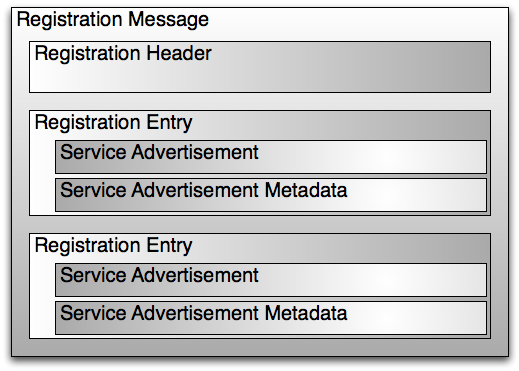 Registration Message
Registration Header
Registration Entry
Service Advertisement
Service Advertisement Metadata
Registration Entry
Service Advertisement
Service Advertisement Metadata